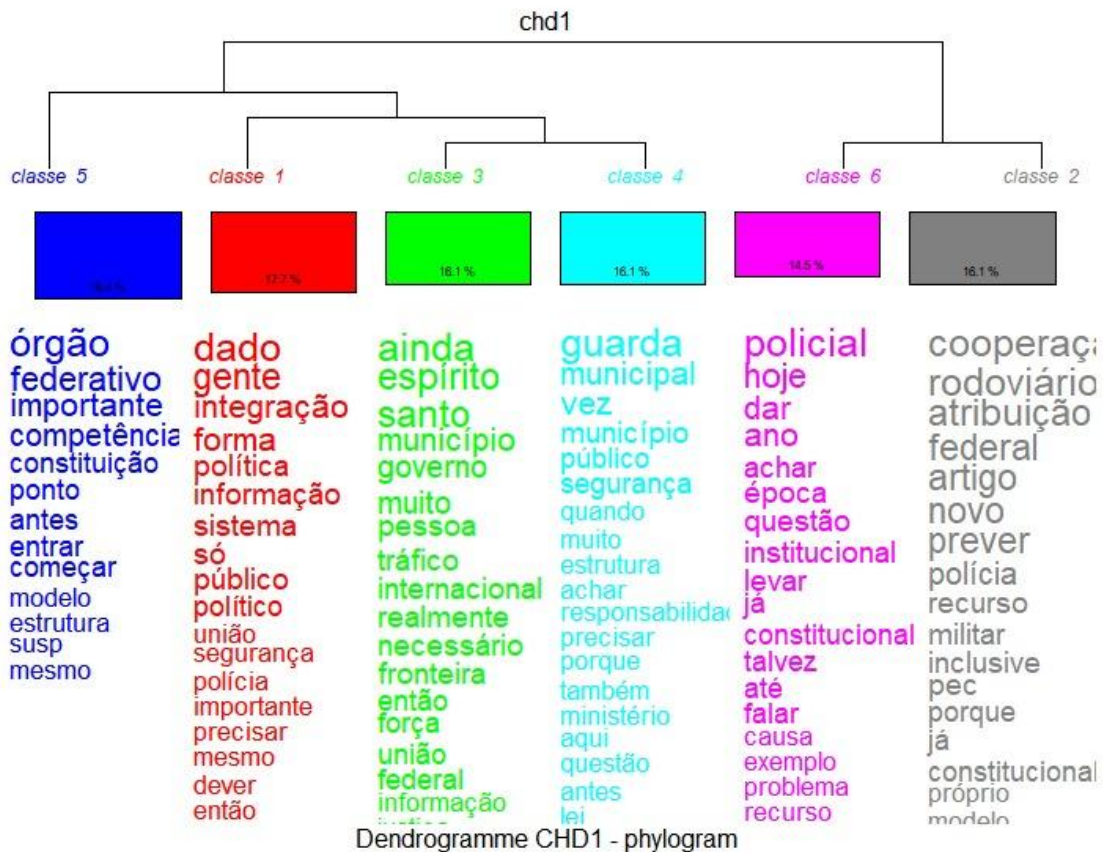 chd1
classe 5
classe 1
classe 3
classe 4
classe 6
classe 2
17.7 %
16.1 %
16.1 %
14.5 %
16.1 %
órgão
federativo
importante
competência
constituição
ponto
antes
entrar
começar
modelo
estrutura
susp
mesmo
dado
gente
integração
forma
política
informação
sistema
só
público
político
união
segurança
polícia
importante
precisar
mesmo
dever
então
ainda
espírito
santo
município
governo
muito
pessoa
tráfico
internacional
realmente
necessário
fronteira
então
força
união
federal
informação
guarda
municipal
vez
município
público
segurança
quando
muito
estrutura
achar
responsabilidad
precisar
porque
também
ministério
aqui
questão
antes
lei
policial
hoje
dar
ano
achar
época
questão
institucional
levar
já
constitucional
talvez
até
falar
causa
exemplo
problema
recurso
cooperaç
rodoviário
atribuição
federal
artigo
novo
prever
polícia
recurso
militar
inclusive
pec
porque
já
constitucional
próprio
modelo
Dendrogramme CHD1 - phylogram